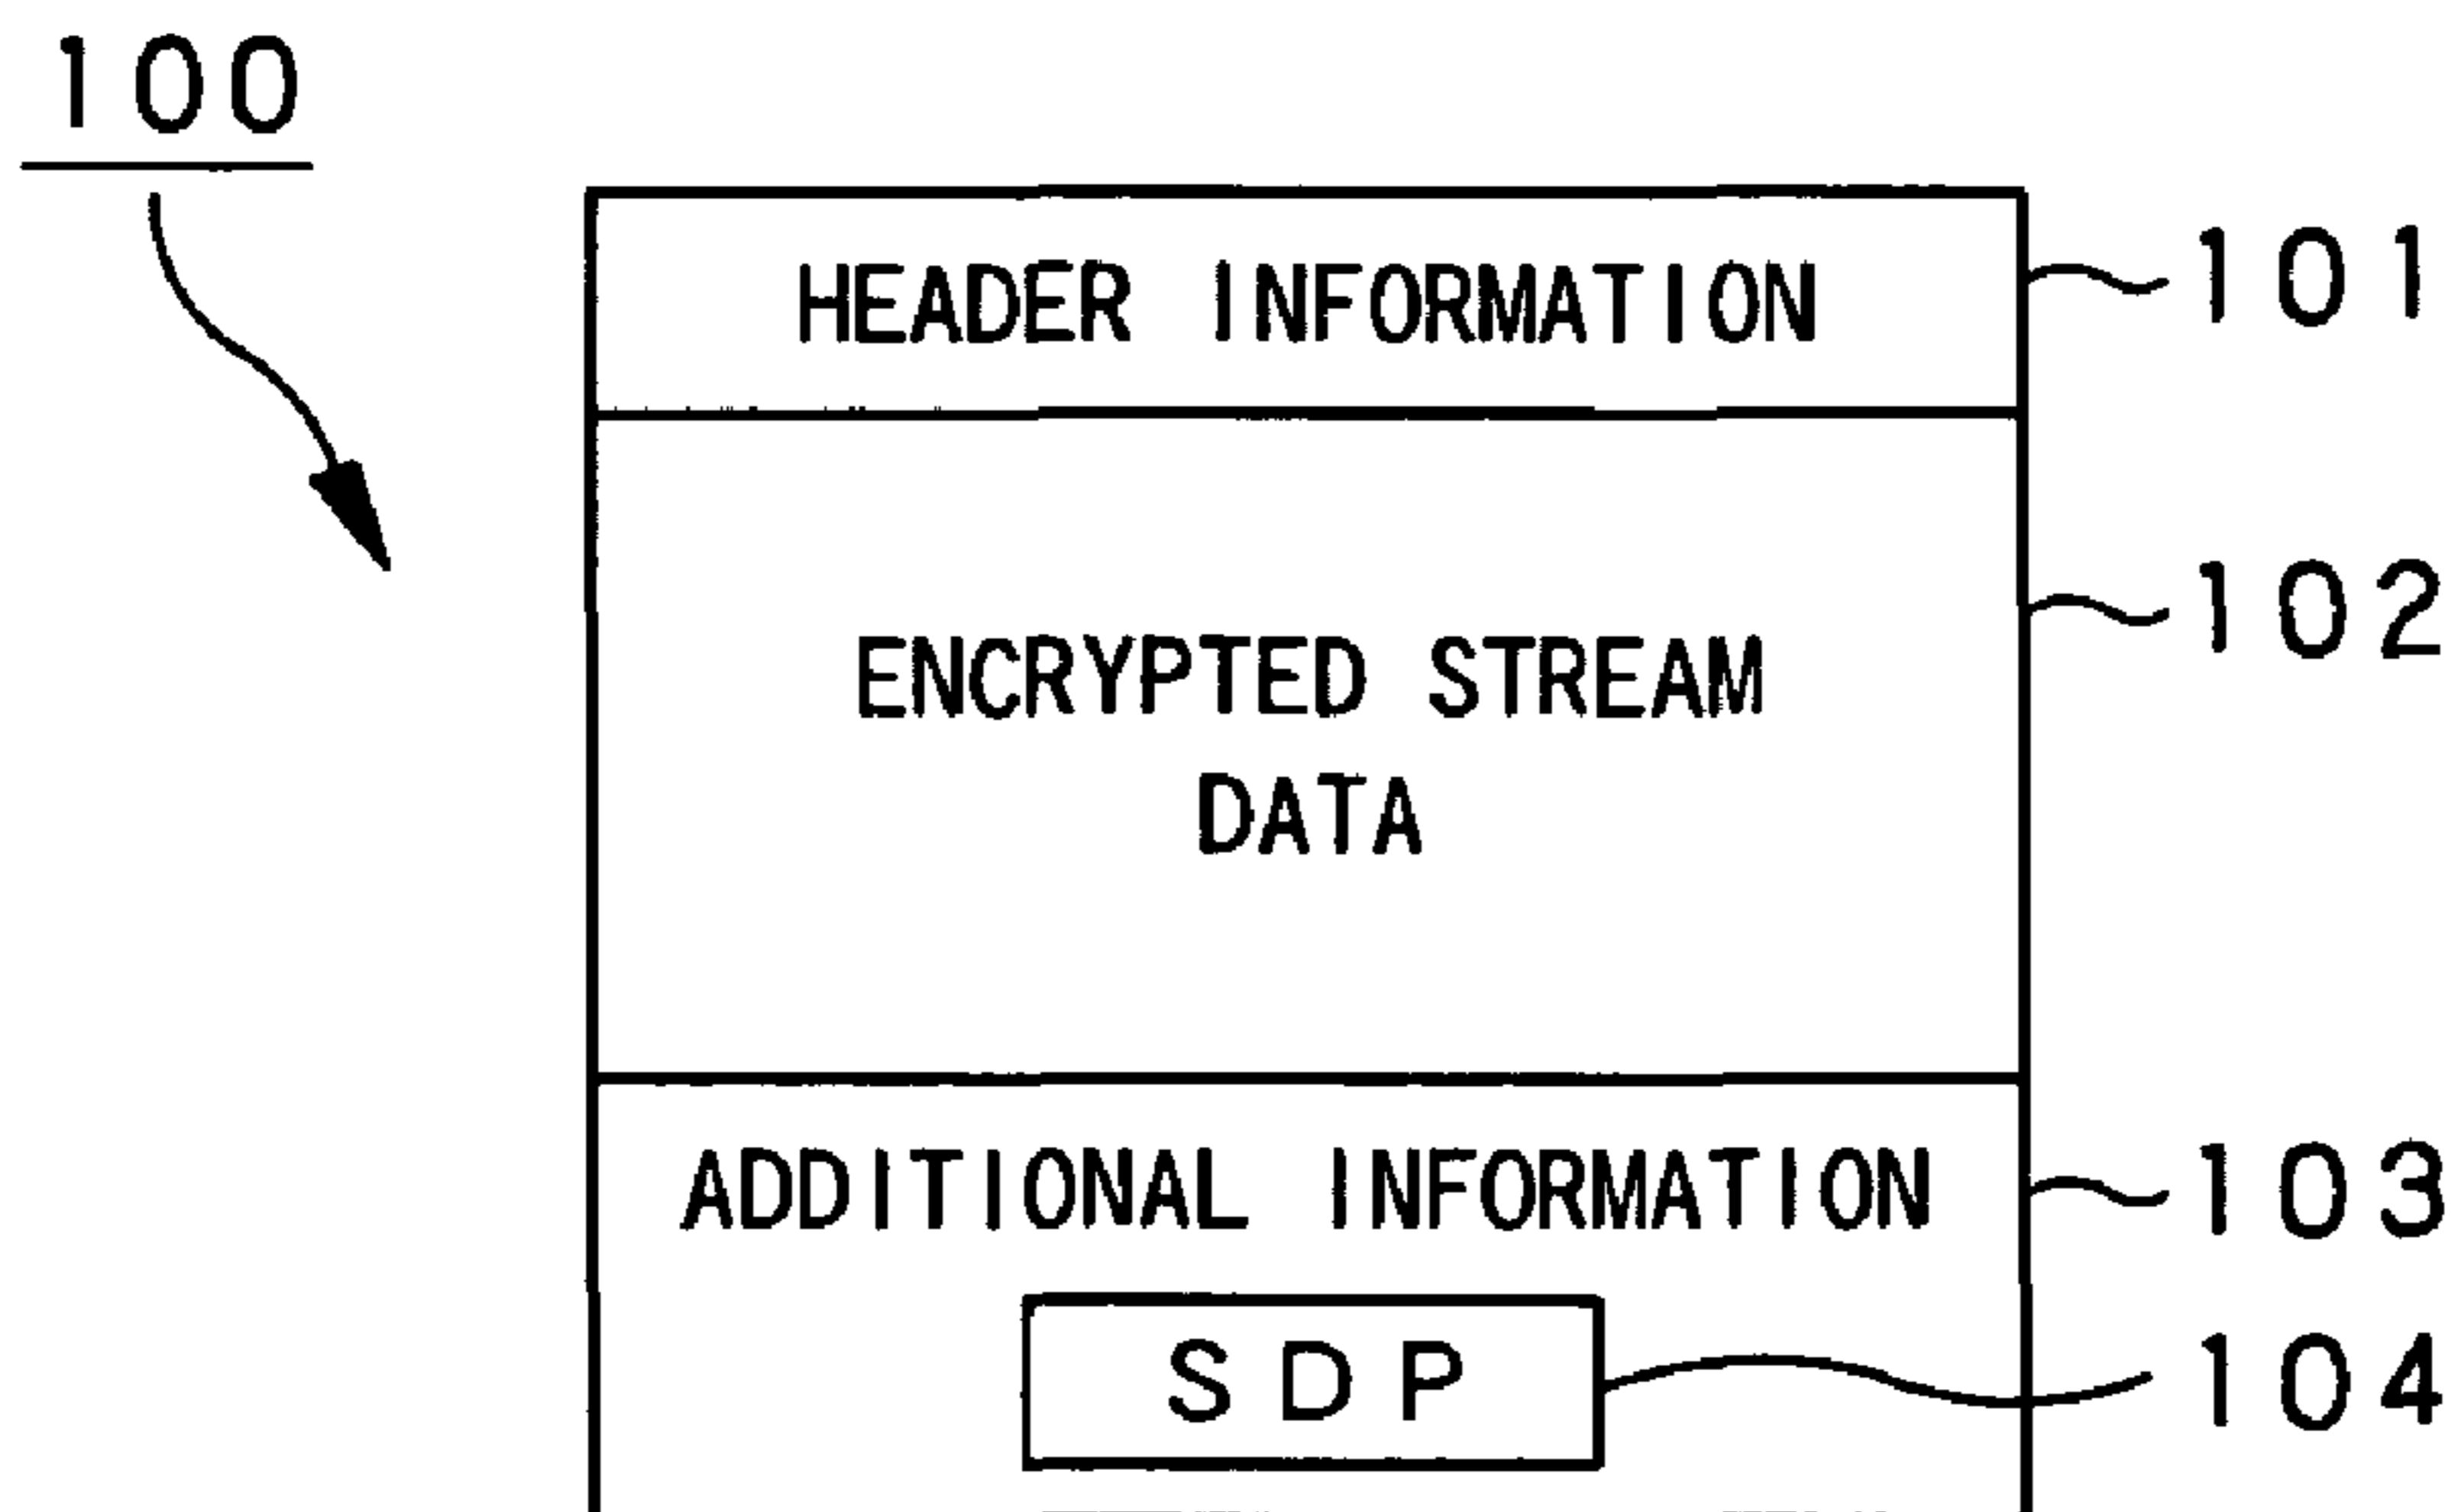 100
HEADER INFORMATION 101
ENCRYPTED STREAM 102
DATA
ADDITIONAL INFORMATION 103
SDP 104